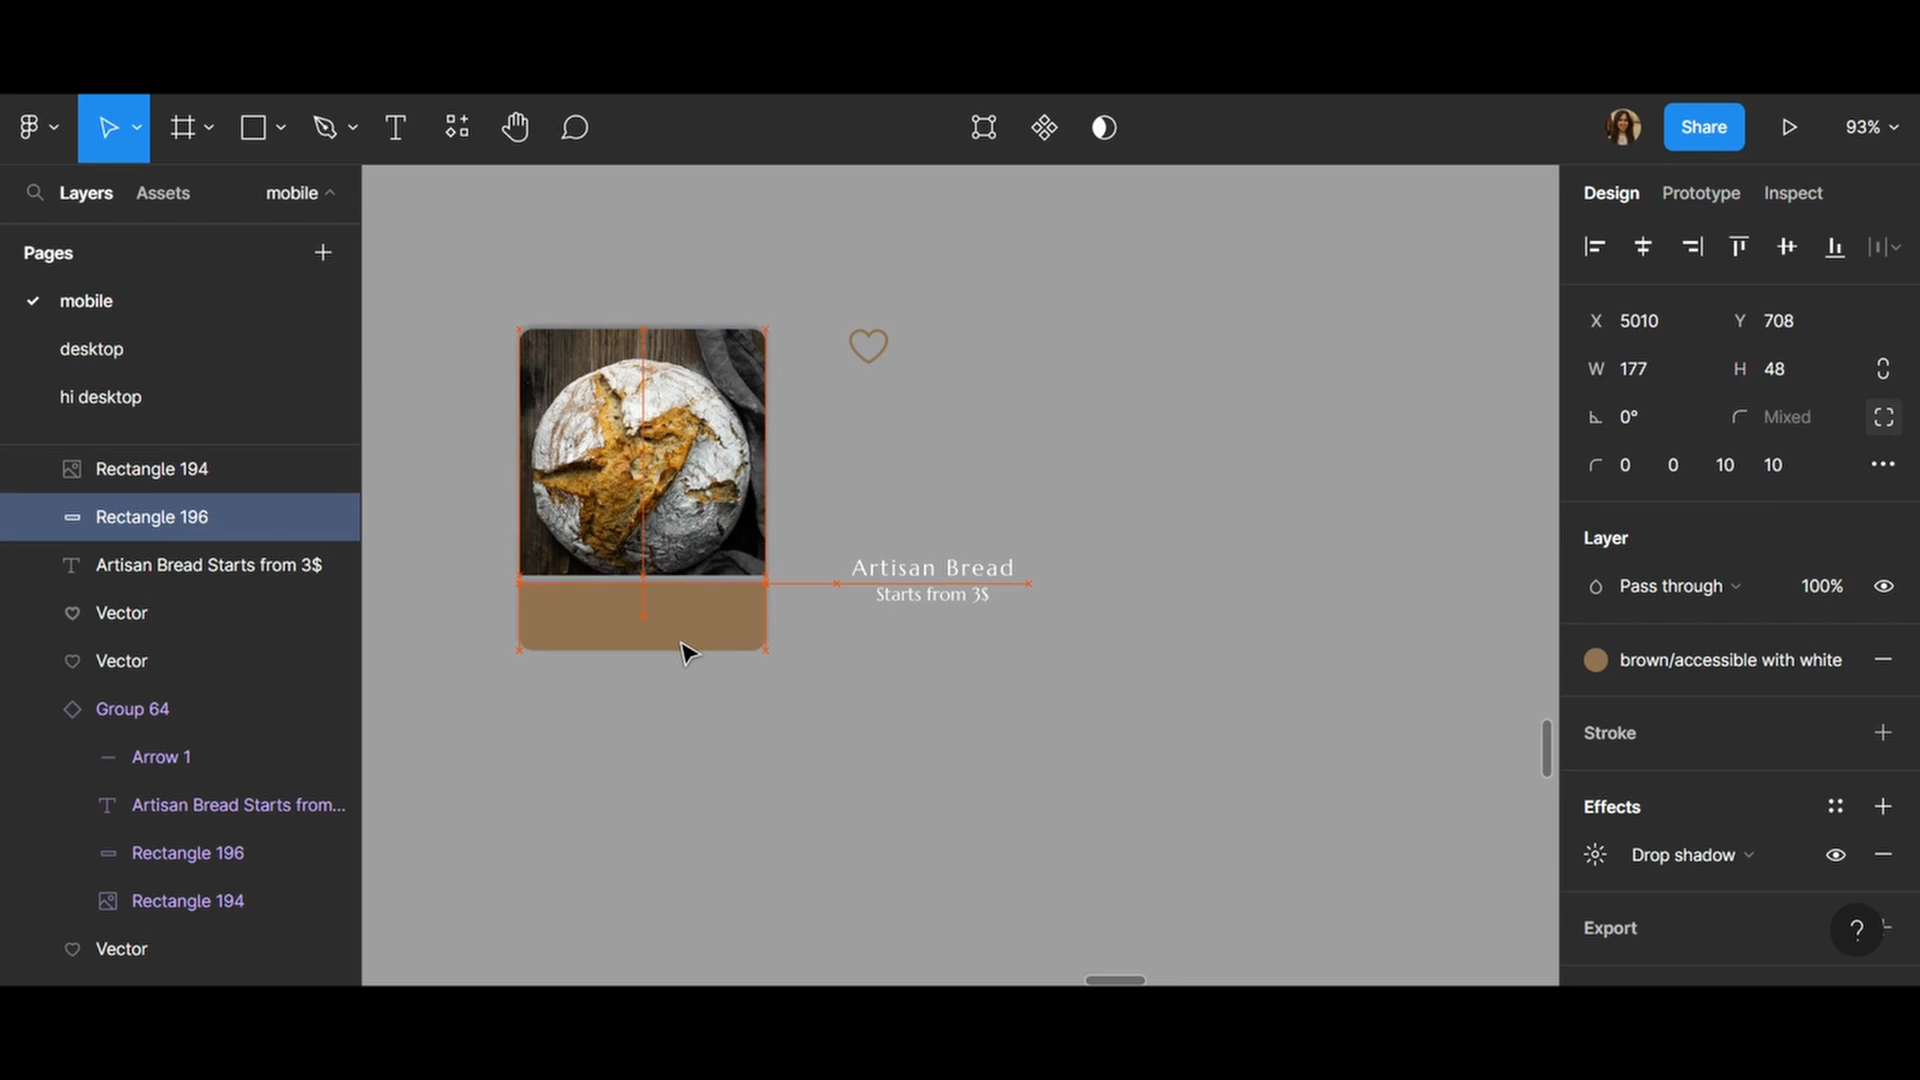 Share
93%
Layers
Assets
mobile
Design
Prototype
Inspect
Pages
mobile
desktop
hi desktop
Rectangle 194
Rectangle 196
Artisan Bread Starts from 3$
Vector
Vector
Group 64
Arrow 1
Artisan Bread Starts from...
Rectangle 196
Rectangle 194
Vector
Artisan Bread
Starts from 3$
X 5010
Y 708
W 177
H 48
0°
Mixed
0 0 10 10
Layer
Pass through
100%
brown/accessible with white
Stroke
Effects
Drop shadow
Export
?